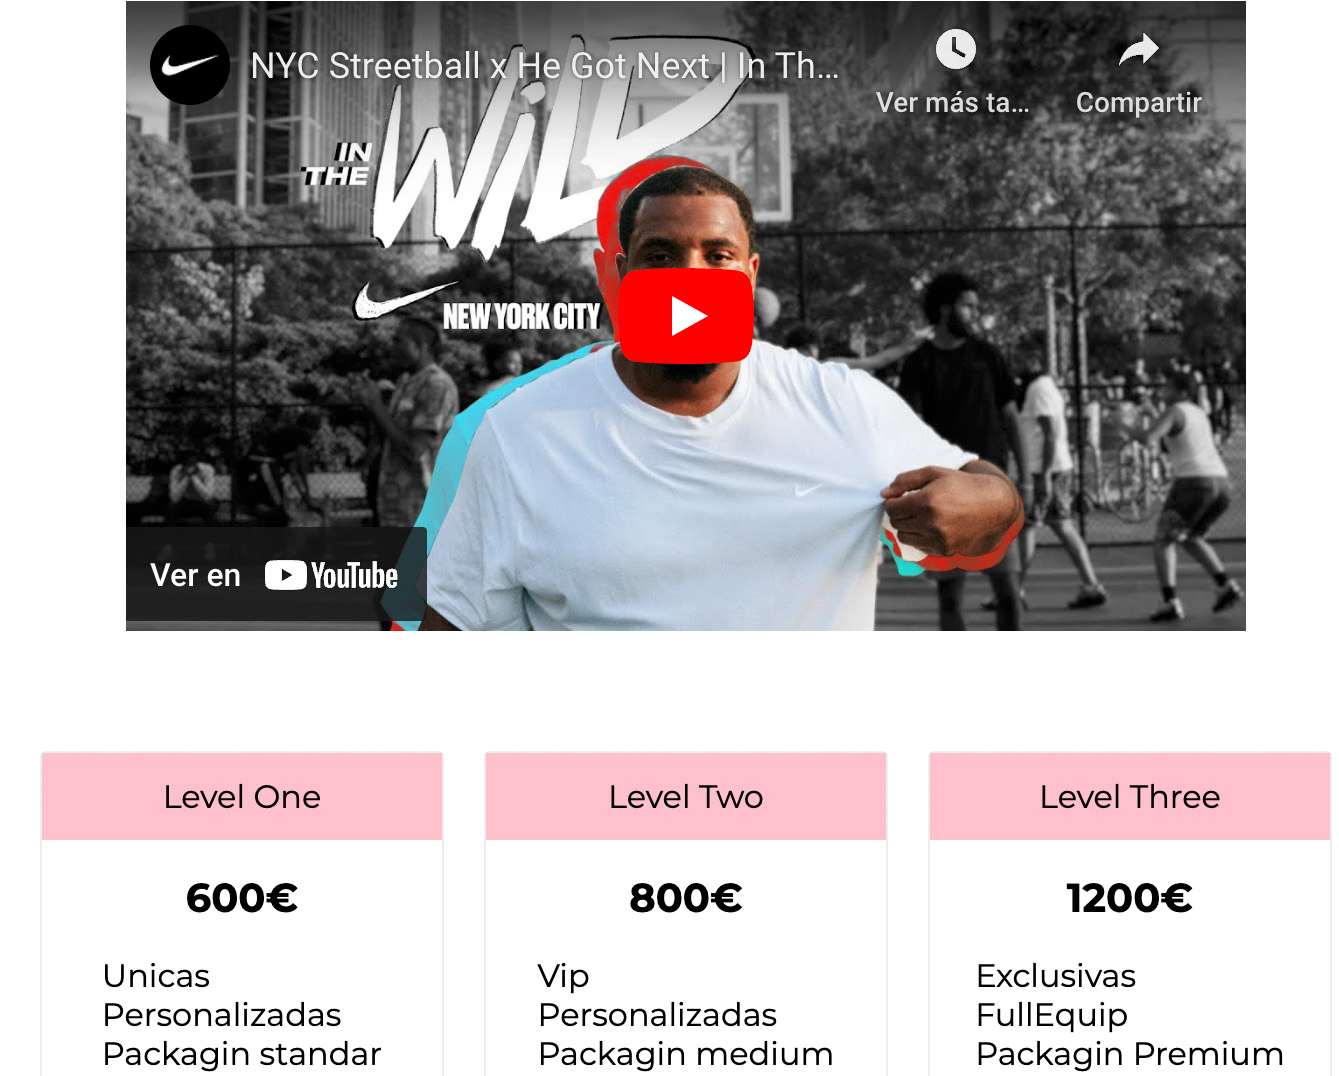 NYC Streetball x He Got Next | In Th...
Ver más ta...
Compartir
IN
THE
WILD
NEW YORK CITY
Ver en YouTube
Level One
600€
Unicas
Personalizadas
Packagin standar
Level Two
800€
Vip
Personalizadas
Packagin medium
Level Three
1200€
Exclusivas
FullEquip
Packagin Premium